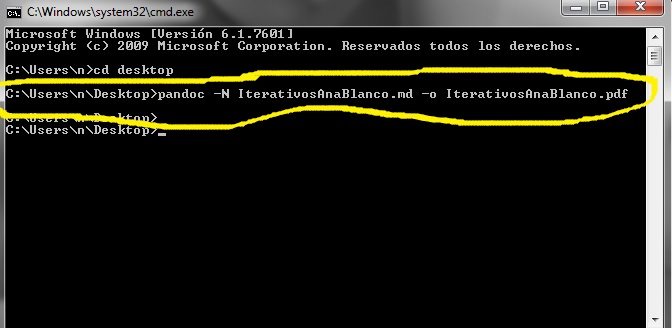 C:\Windows\system32\cmd.exe
Microsoft Windows [Versión 6.1.7601]
Copyright (c) 2009 Microsoft Corporation. Reservados todos los derechos.
C:\Users\n>cd desktop
C:\Users\n\Desktop>pandoc -N IterativosAnaBlanco.md -o IterativosAnaBlanco.pdf
C:\Users\n\Desktop>
C:\Users\n\Desktop>_